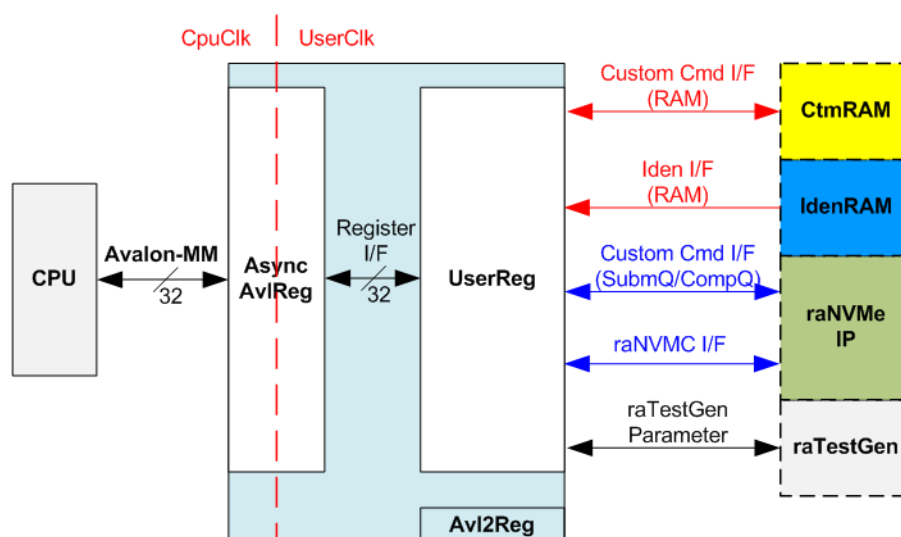 CpuClk
UserClk
CPU
Avalon-MM
32
Async
AvlReg
Register
I/F
32
UserReg
Avl2Reg
Custom Cmd I/F
(RAM)
Iden I/F
(RAM)
Custom Cmd I/F
(SubmQ/CompQ)
raNVMC I/F
raTestGen
Parameter
CtmRAM
IdenRAM
raNVMe
IP
raTestGen